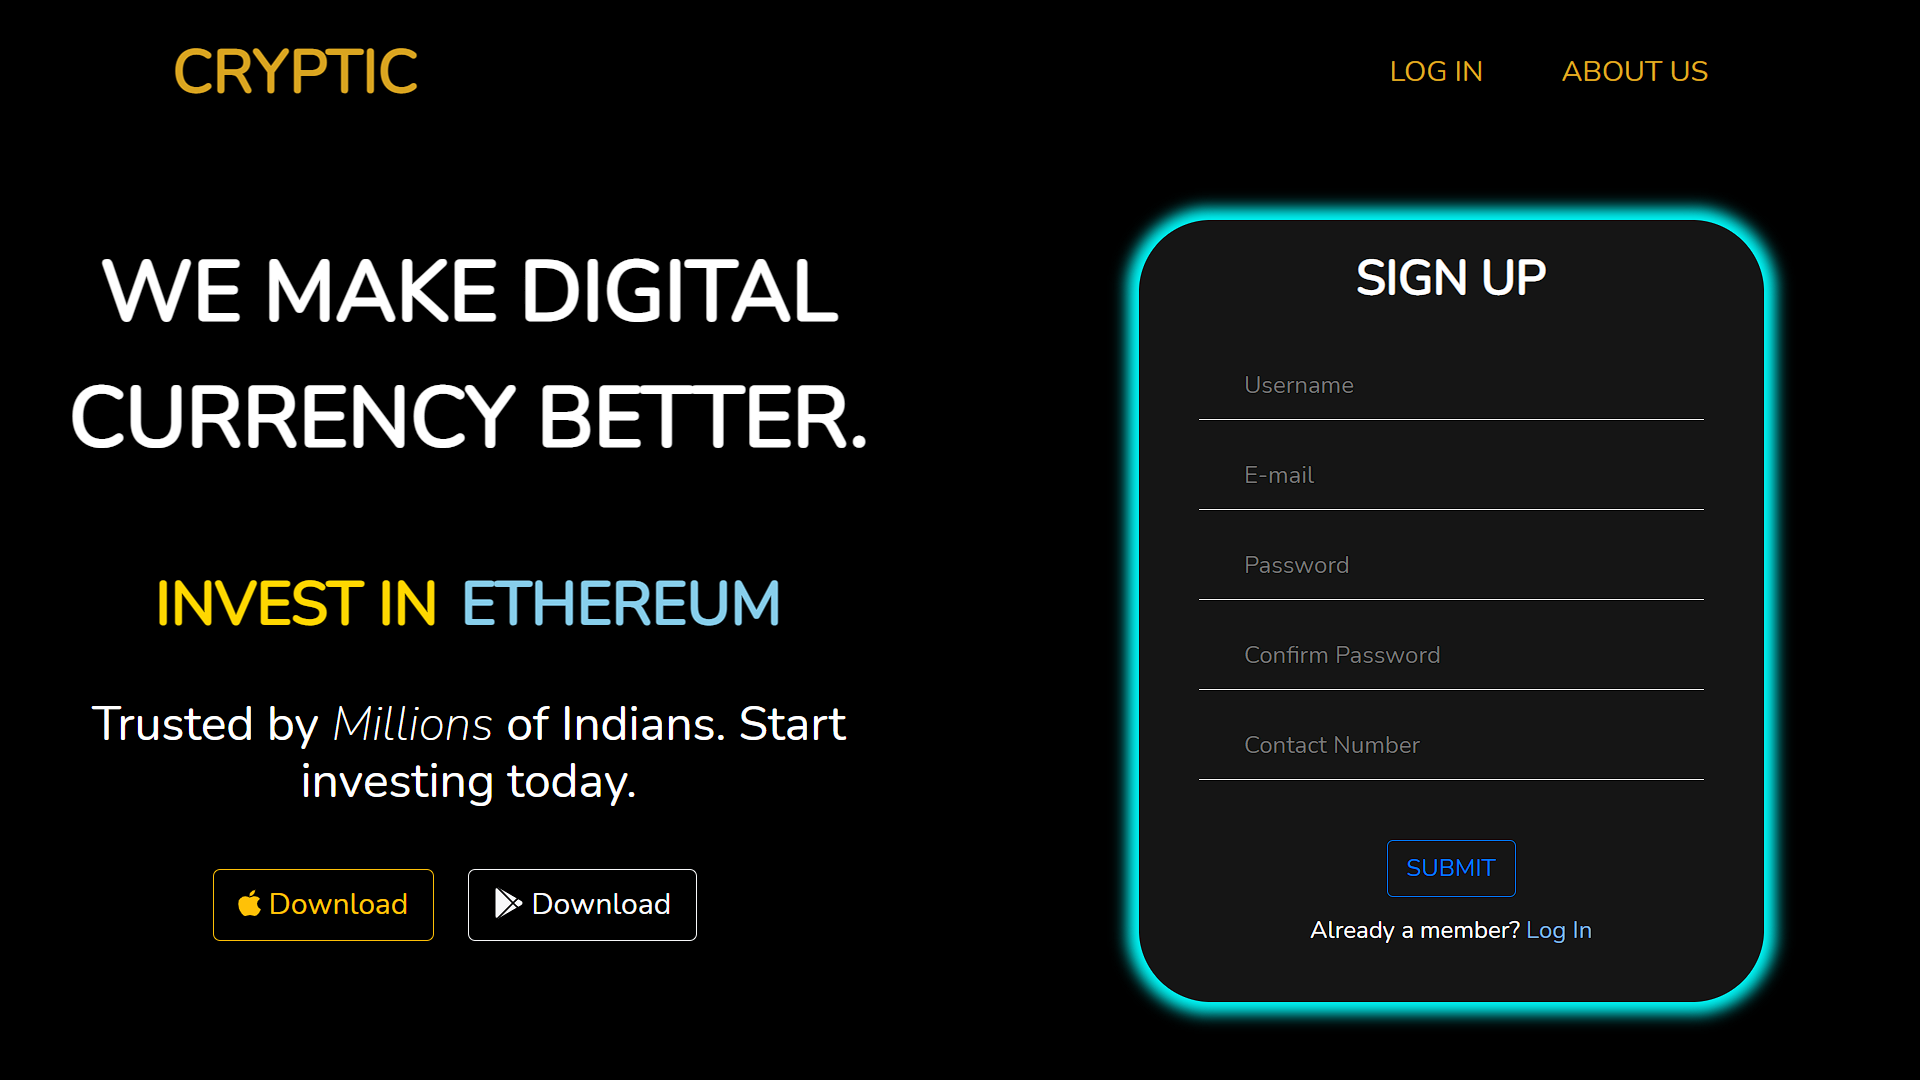 CRYPTIC
LOG IN
ABOUT US
WE MAKE DIGITAL
CURRENCY BETTER.
INVEST IN ETHEREUM
Trusted by Millions of Indians. Start
investing today.
Download
Download
SIGN UP
Username
E-mail
Password
Confirm Password
Contact Number
SUBMIT
Already a member? Log In